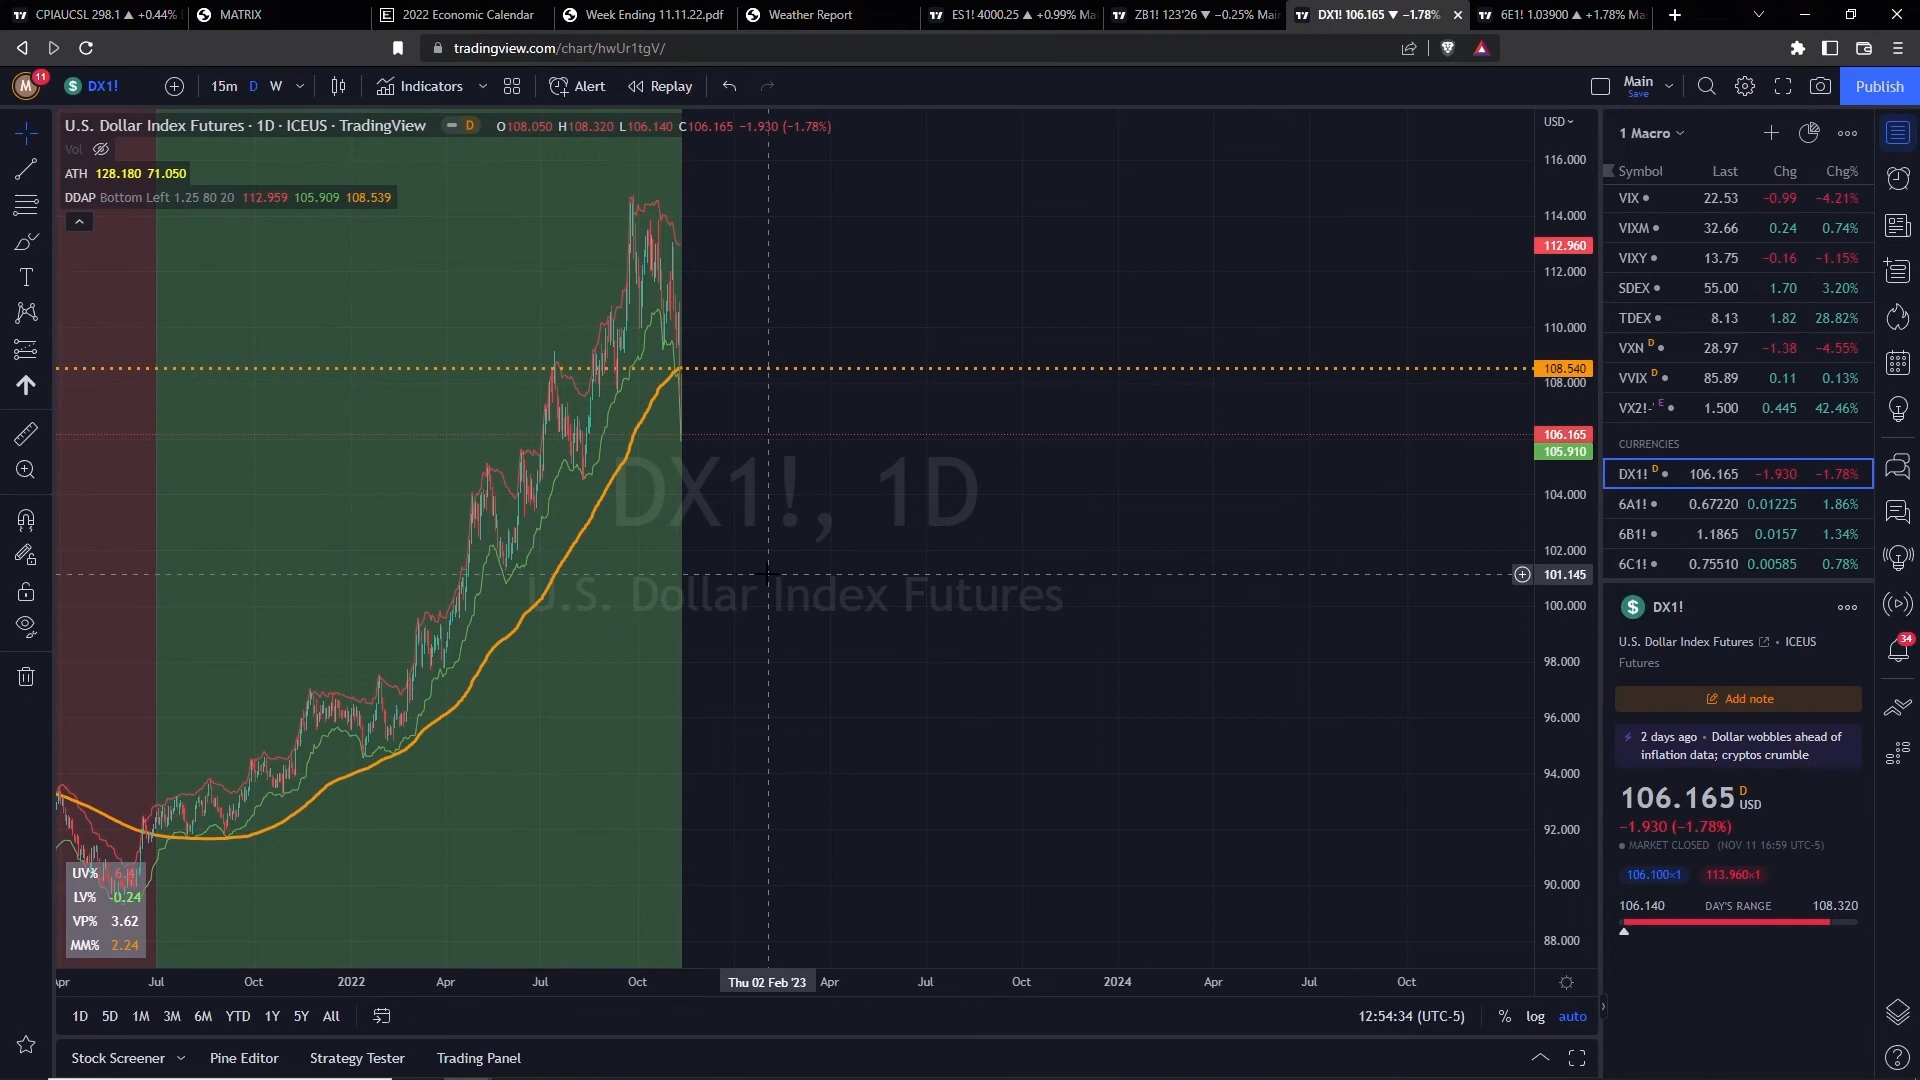 CPIAUCSL 298.1 ▲ +0.44%
MATRIX
2022 Economic Calendar
Week Ending 11.11.22.pdf
Weather Report
ES1! 4000.25 ▲ +0.99% Ma
ZB1! 123'26 ▼ −0.25% Mai
DX1! 106.165 ▼ −1.78%
6E1! 1.03900 ▲ +1.78% Ma
tradingview.com/chart/hwUr1tgV/
M 11 DX1! 15m D W Indicators Alert Replay Main Save Publish
U.S. Dollar Index Futures · 1D · ICEUS · TradingView D O108.050 H108.320 L106.140 C106.165 −1.930 (−1.78%)
Vol
ATH 128.180 71.050
DDAP Bottom Left 1.25 80 20 112.959 105.909 108.539
DX1!, 1D
U.S. Dollar Index Futures
UV% 6.4
LV% -0.24
VP% 3.62
MM% 2.24
USD
116.000
114.000
112.960
112.000
110.000
108.540
108.000
106.165
105.910
104.000
102.000
101.145
100.000
98.000
96.000
94.000
92.000
90.000
88.000
Jul Oct 2022 Apr Jul Oct Thu 02 Feb '23 Apr Jul Oct 2024 Apr Jul Oct
1D 5D 1M 3M 6M YTD 1Y 5Y All 12:54:34 (UTC-5) % log auto
Stock Screener Pine Editor Strategy Tester Trading Panel
1 Macro
Symbol Last Chg Chg%
VIX 22.53 −0.99 −4.21%
VIXM 32.66 0.24 0.74%
VIXY 13.75 −0.16 −1.15%
SDEX 55.00 1.70 3.20%
TDEX 8.13 1.82 28.82%
VXN D 28.97 −1.38 −4.55%
VVIX D 85.89 0.11 0.13%
VX2!-' E 1.500 0.445 42.46%
CURRENCIES
DX1! D 106.165 −1.930 −1.78%
6A1! 0.67220 0.01225 1.86%
6B1! 1.1865 0.0157 1.34%
6C1! 0.75510 0.00585 0.78%
DX1!
U.S. Dollar Index Futures • ICEUS
Futures
Add note
2 days ago • Dollar wobbles ahead of
inflation data; cryptos crumble
106.165 D USD
−1.930 (−1.78%)
MARKET CLOSED (NOV 11 16:59 UTC-5)
106.100×1 113.960×1
106.140 DAY'S RANGE 108.320
34